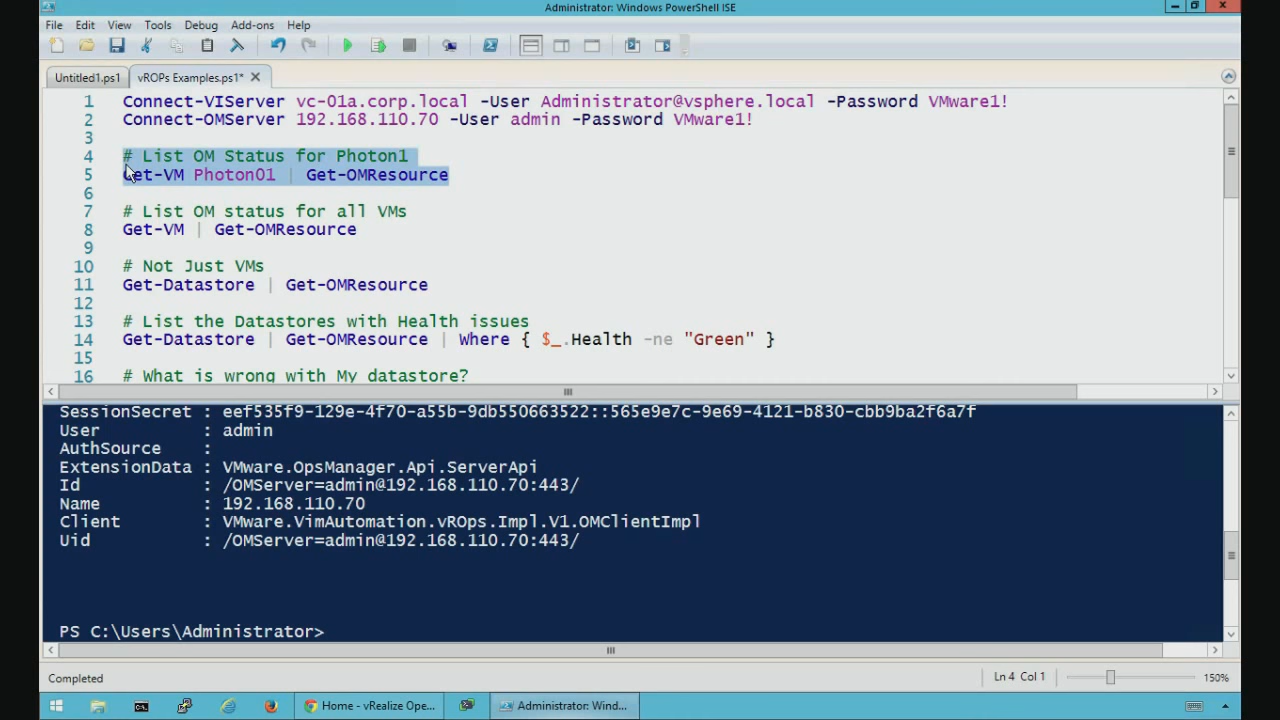 Administrator: Windows PowerShell ISE
File Edit View Tools Debug Add-ons Help
Untitled1.ps1 vROPs Examples.ps1*
1 Connect-VIServer vc-01a.corp.local -User Administrator@vsphere.local -Password VMware1!
2 Connect-OMServer 192.168.110.70 -User admin -Password VMware1!
3
4 # List OM Status for Photon1
5 Get-VM Photon01 | Get-OMResource
6
7 # List OM status for all VMs
8 Get-VM | Get-OMResource
9
10 # Not Just VMs
11 Get-Datastore | Get-OMResource
12
13 # List the Datastores with Health issues
14 Get-Datastore | Get-OMResource | Where { $_.Health -ne "Green" }
15
16 # What is wrong with My datastore?
SessionSecret : eef535f9-129e-4f70-a55b-9db550663522::565e9e7c-9e69-4121-b830-cbb9ba2f6a7f
User : admin
AuthSource :
ExtensionData : VMware.OpsManager.Api.ServerApi
Id : /OMServer=admin@192.168.110.70:443/
Name : 192.168.110.70
Client : VMware.VimAutomation.vROps.Impl.V1.OMClientImpl
Uid : /OMServer=admin@192.168.110.70:443/
PS C:\Users\Administrator>
Completed Ln 4 Col 1 150%
Home - vRealize Ope... Administrator: Wind...